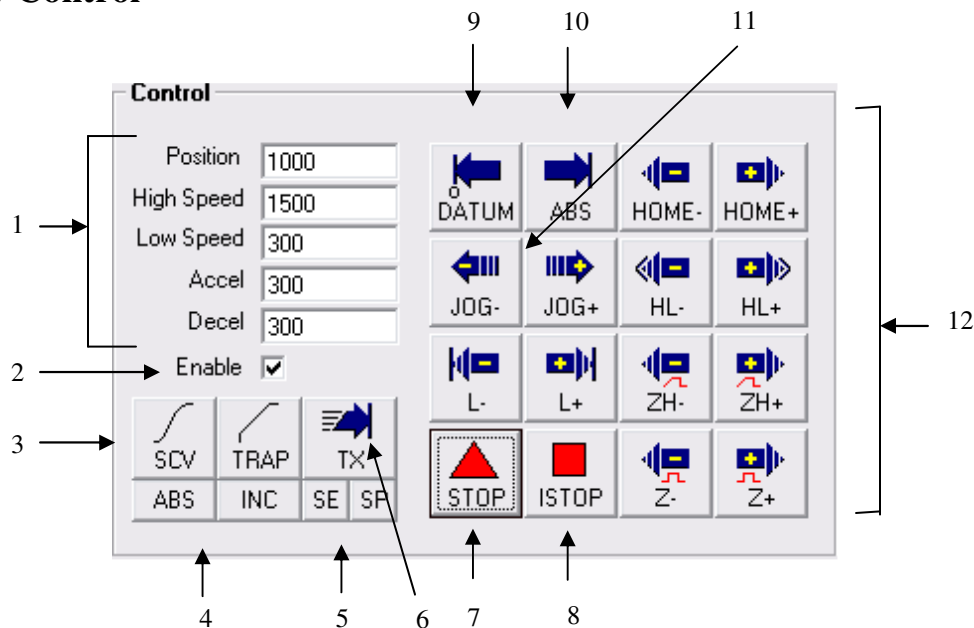 Control
9 10 11
Control
Position 1000
High Speed 1500
Low Speed 300
Accel 300
Decel 300
Enable
1
2
3
SCV TRAP TX
ABS INC SE SP
DATUM ABS HOME- HOME+
JOG- JOG+ HL- HL+
L- L+ ZH- ZH+
STOP ISTOP Z- Z+
12
4 5 6 7 8